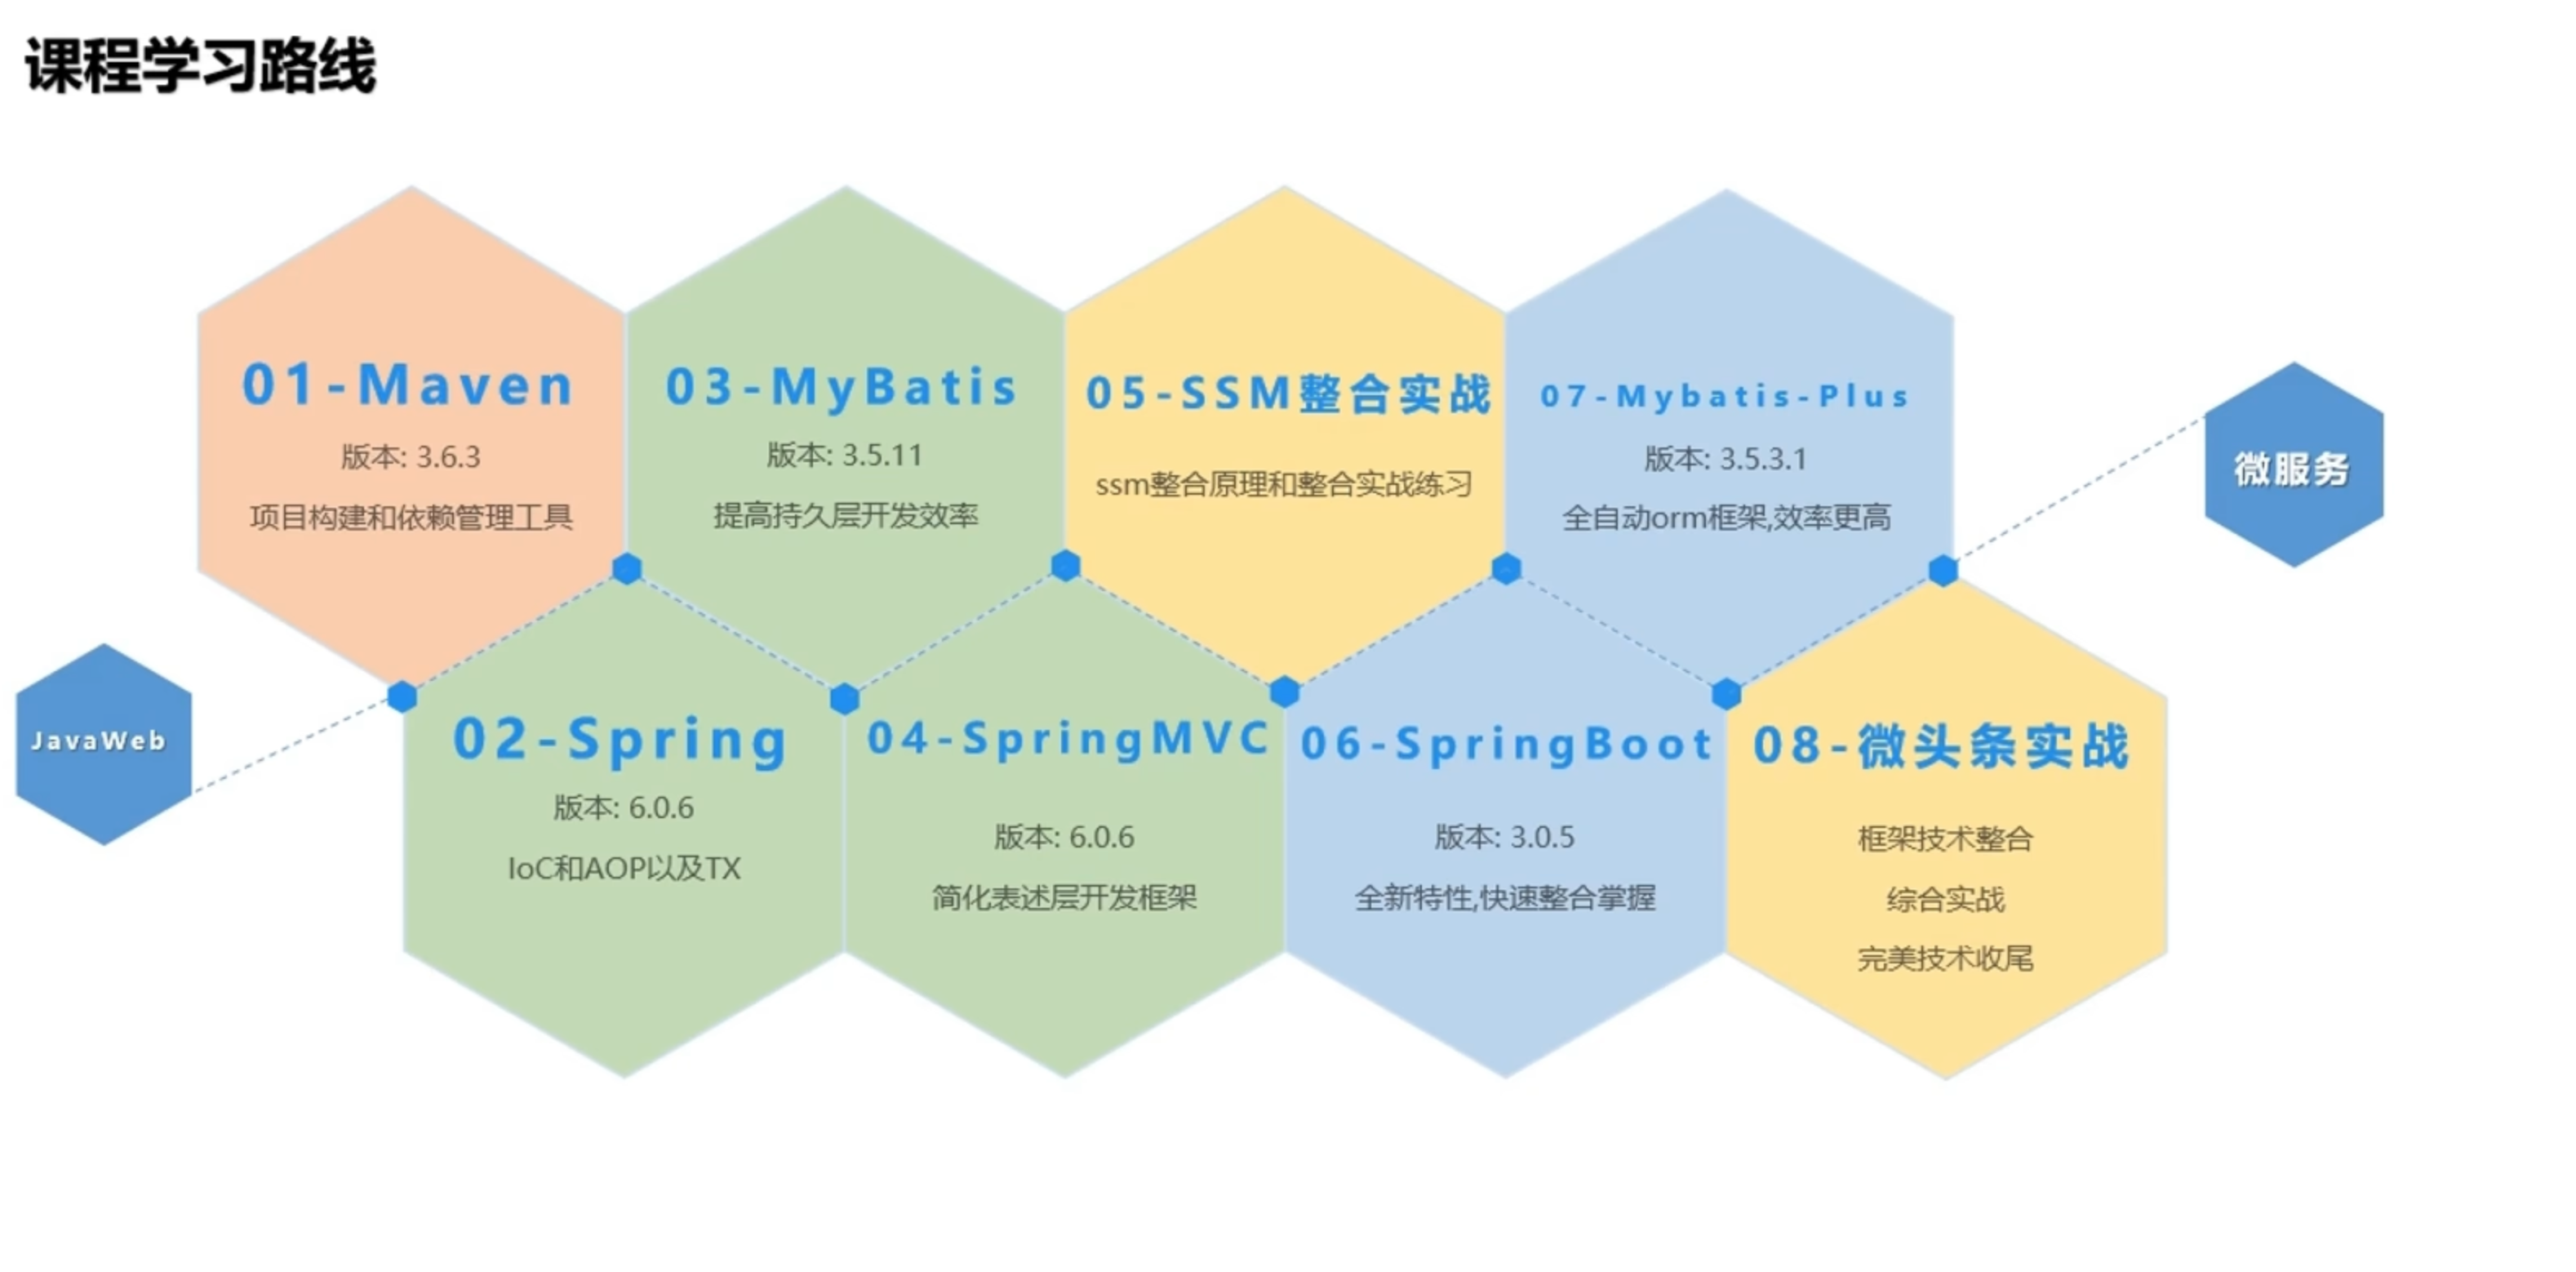 课程学习路线
JavaWeb
01-Maven
版本: 3.6.3
项目构建和依赖管理工具
02-Spring
版本: 6.0.6
IoC和AOP以及TX
03-MyBatis
版本: 3.5.11
提高持久层开发效率
04-SpringMVC
版本: 6.0.6
简化表述层开发框架
05-SSM整合实战
ssm整合原理和整合实战练习
06-SpringBoot
版本: 3.0.5
全新特性,快速整合掌握
07-Mybatis-Plus
版本: 3.5.3.1
全自动orm框架,效率更高
08-微头条实战
框架技术整合
综合实战
完美技术收尾
微服务